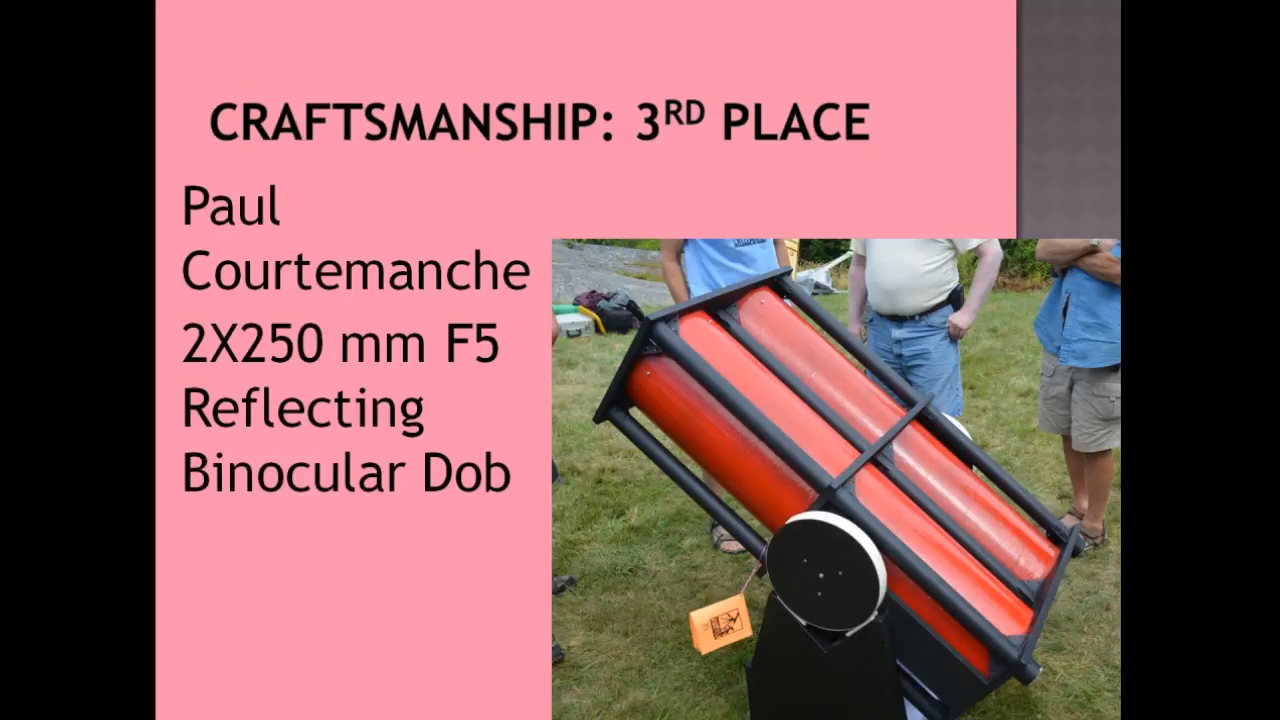 CRAFTSMANSHIP: 3RD PLACE
Paul
Courtemanche
2X250 mm F5
Reflecting
Binocular Dob